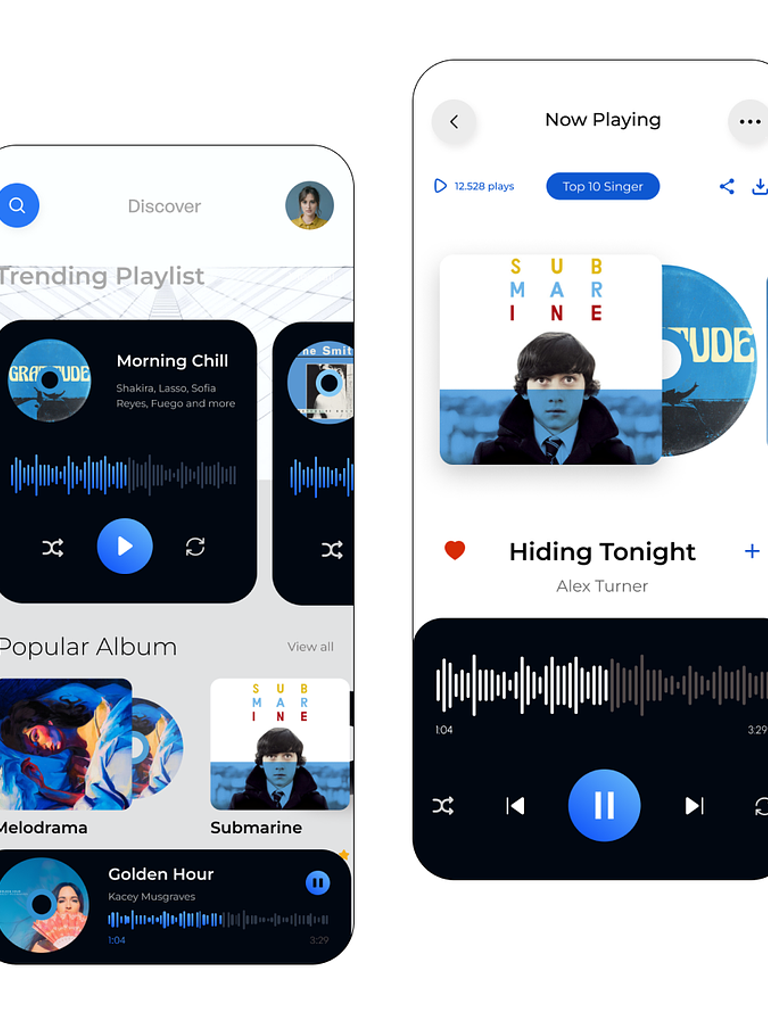 Discover
Trending Playlist
GRATITUDE
Morning Chill
Shakira, Lasso, Sofia
Reyes, Fuego and more
The Smit
Popular Album
View all
SUB
MAR
INE
Melodrama
Submarine
Golden Hour
Kacey Musgraves
1:04
3:29
Now Playing
12.528 plays
Top 10 Singer
SUB
MAR
INE
TUDE
Hiding Tonight
Alex Turner
1:04
3:29